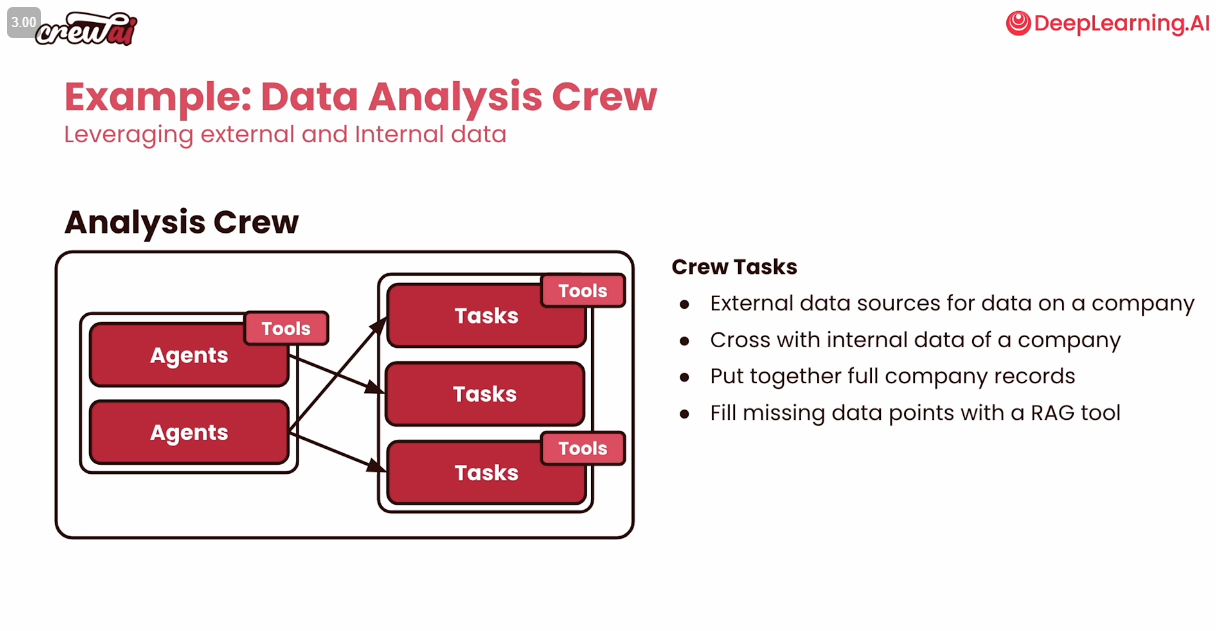 3.00
crewai
DeepLearning.AI
Example: Data Analysis Crew
Leveraging external and Internal data
Analysis Crew
Tools
Agents
Agents
Tools
Tasks
Tasks
Tools
Tasks
Crew Tasks
● External data sources for data on a company
● Cross with internal data of a company
● Put together full company records
● Fill missing data points with a RAG tool